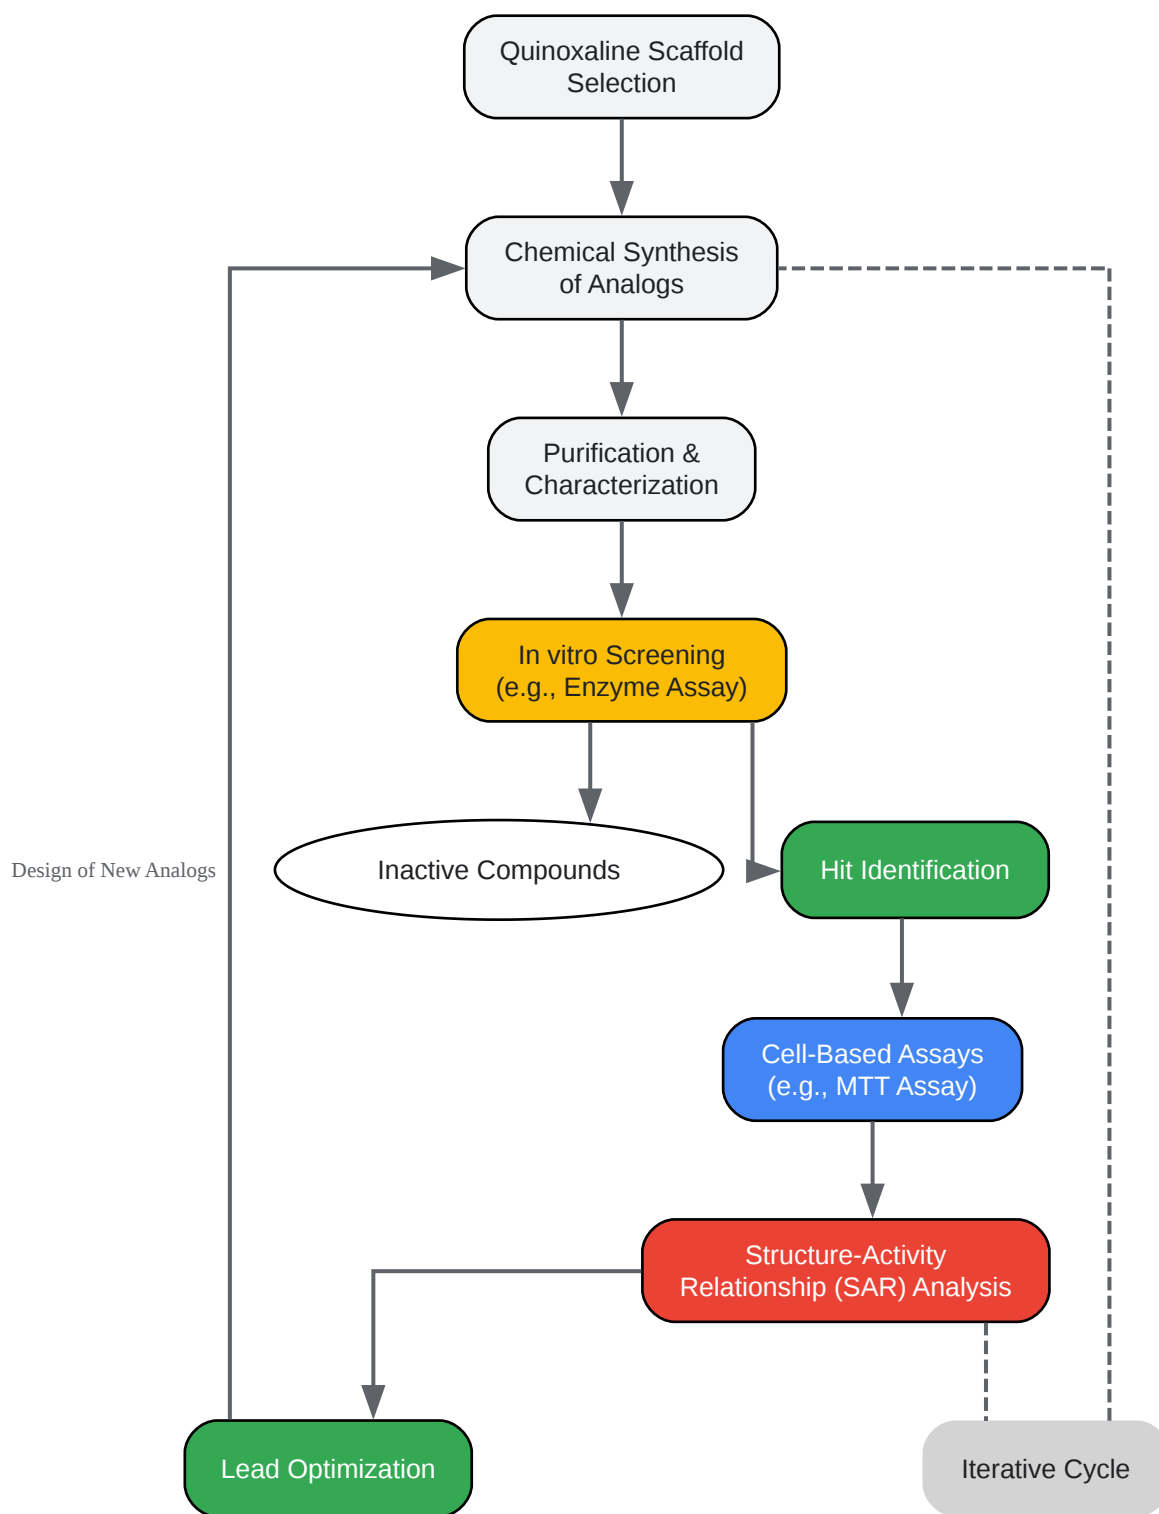 Quinoxaline Scaffold
Selection
Chemical Synthesis
of Analogs
Purification &
Characterization
In vitro Screening
(e.g., Enzyme Assay)
Design of New Analogs
Inactive Compounds
Hit Identification
Cell-Based Assays
(e.g., MTT Assay)
Structure-Activity
Relationship (SAR) Analysis
Lead Optimization
Iterative Cycle